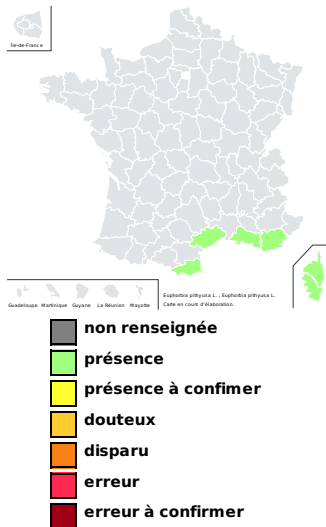 Île-de-France
Guadeloupe Martinique Guyane La Réunion Mayotte
Euphorbia pithyusa L. , Euphorbia pithyusa L.
Carte en cours d'élaboration.
non renseignée
présence
présence à confimer
douteux
disparu
erreur
erreur à confirmer